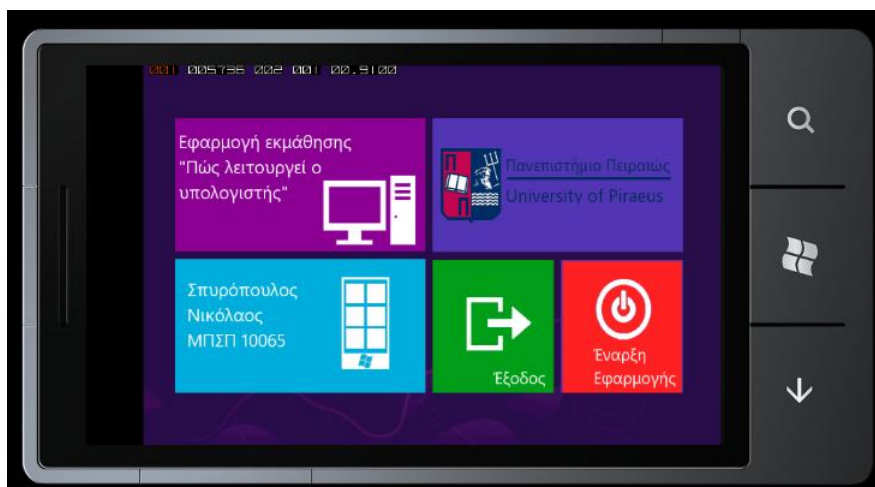 001 005736 002 001 00.9100
Εφαρμογή εκμάθησης
"Πώς λειτουργεί ο
υπολογιστής"
Πανεπιστήμιο Πειραιώς
University of Piraeus
Σπυρόπουλος
Νικόλαος
ΜΠΣΠ 10065
Έξοδος
Έναρξη
Εφαρμογής